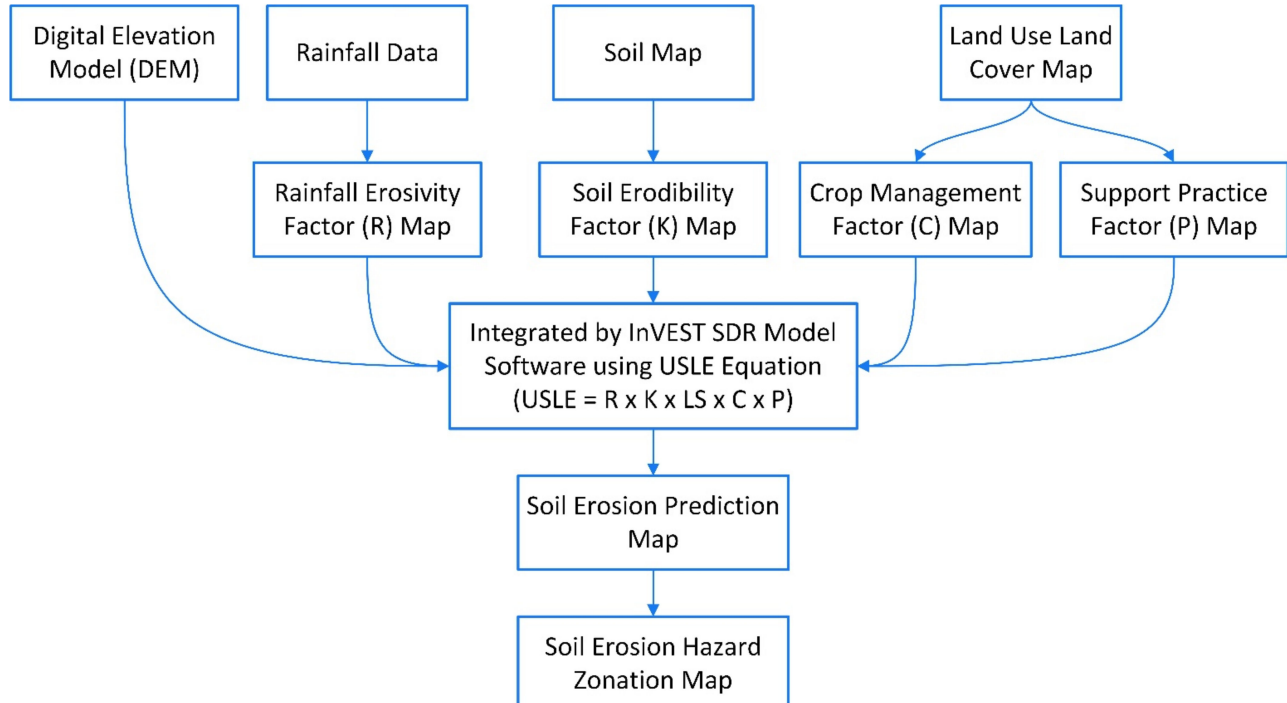 Digital Elevation
Model (DEM)
Rainfall Data
Soil Map
Land Use Land
Cover Map
Rainfall Erosivity
Factor (R) Map
Soil Erodibility
Factor (K) Map
Crop Management
Factor (C) Map
Support Practice
Factor (P) Map
Integrated by InVEST SDR Model
Software using USLE Equation
(USLE = R x K x LS x C x P)
Soil Erosion Prediction
Map
Soil Erosion Hazard
Zonation Map